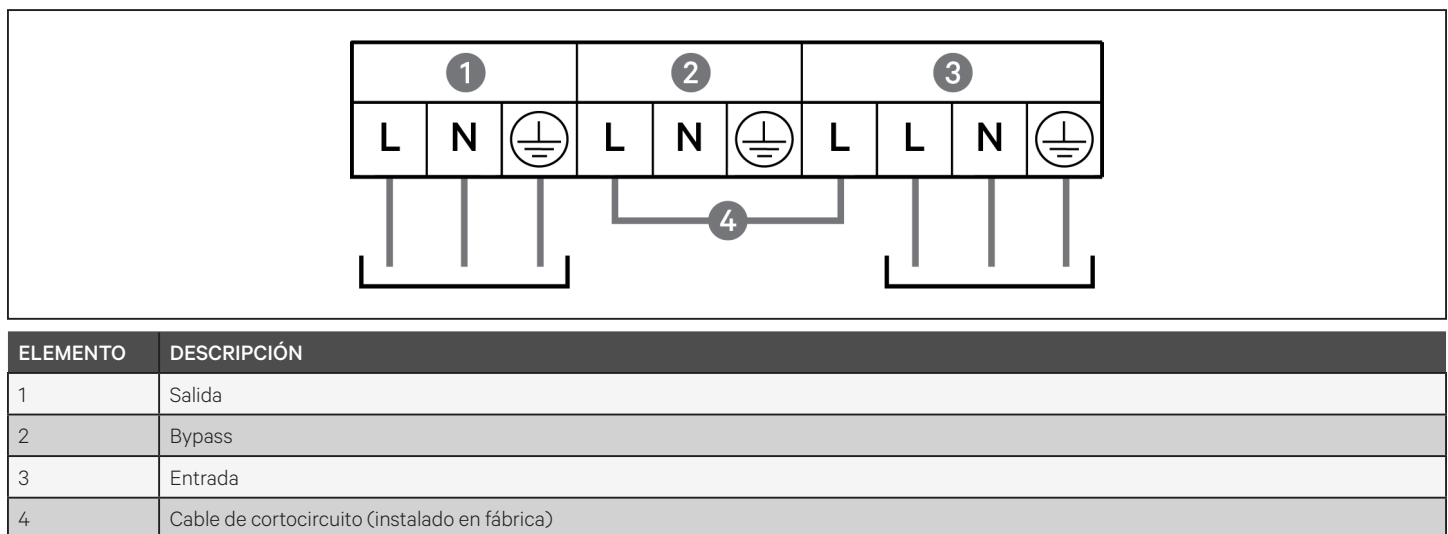 1 2 3
L N L N L L N
4
ELEMENTO DESCRIPCIÓN
1 Salida
2 Bypass
3 Entrada
4 Cable de cortocircuito (instalado en fábrica)